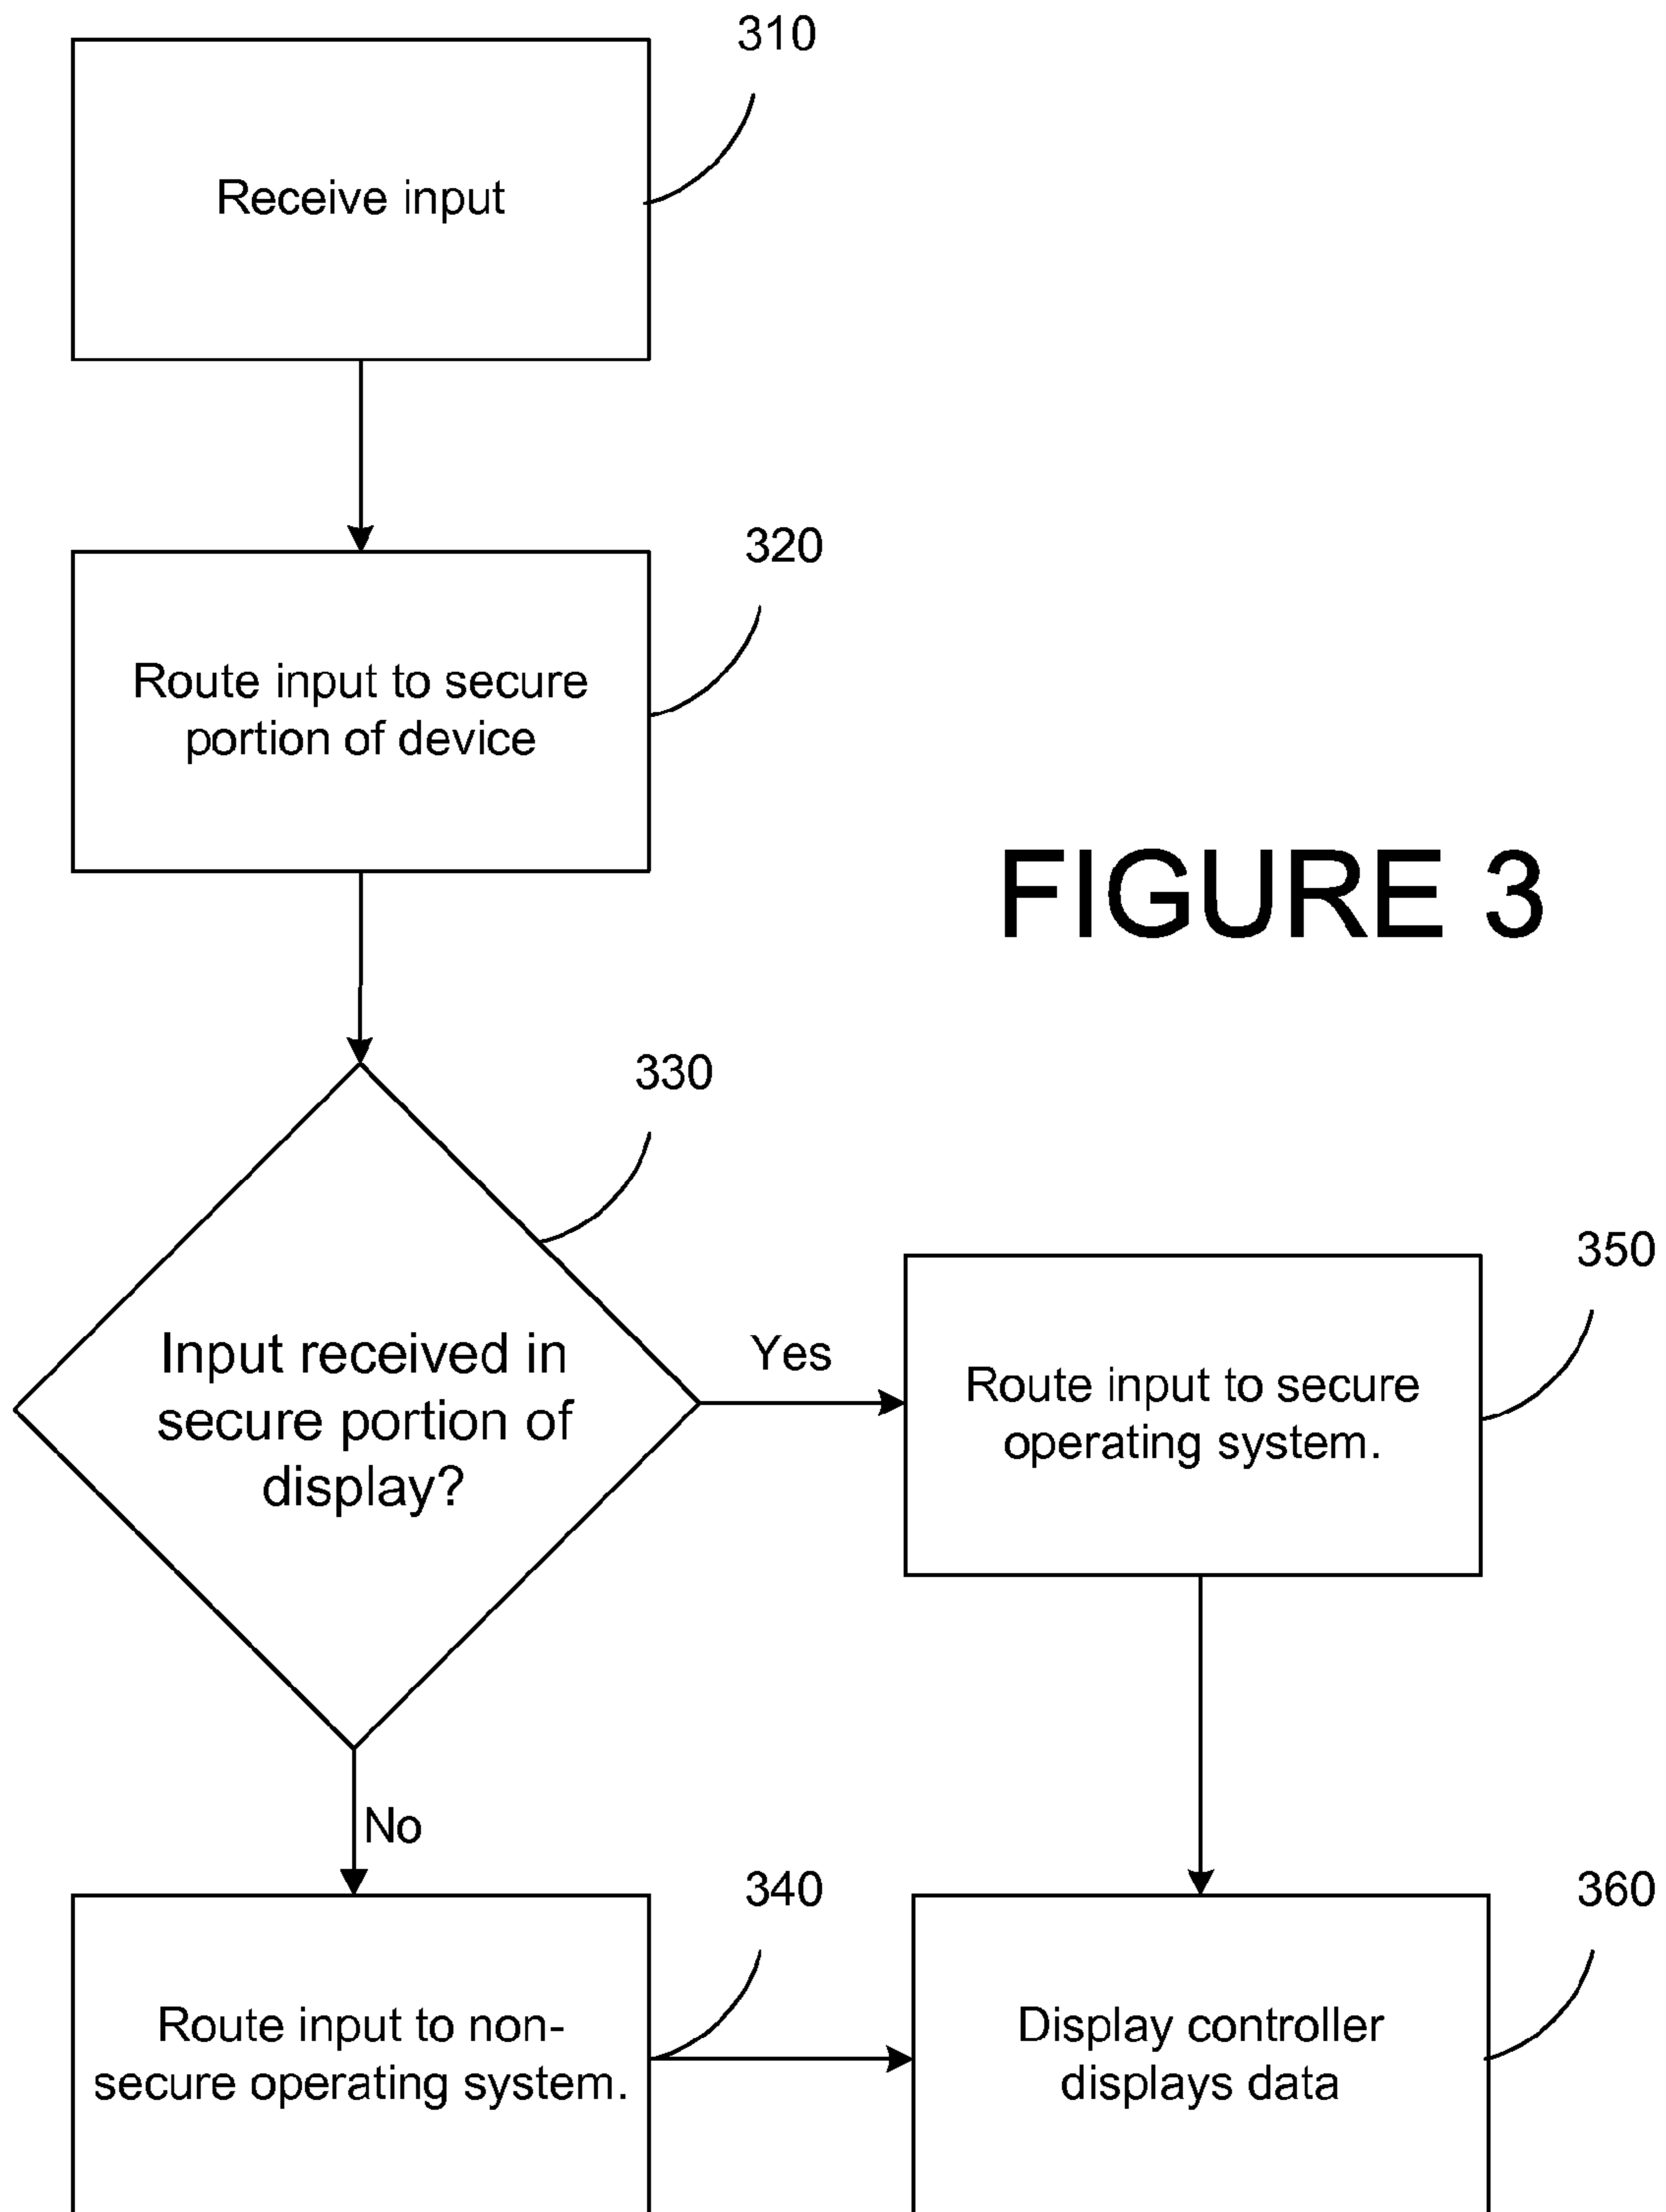 310
Receive input
320
Route input to secure
portion of device
FIGURE 3
330
Input received in
secure portion of
display?
Yes
350
Route input to secure
operating system.
No
340
Route input to non-
secure operating system.
360
Display controller
displays data